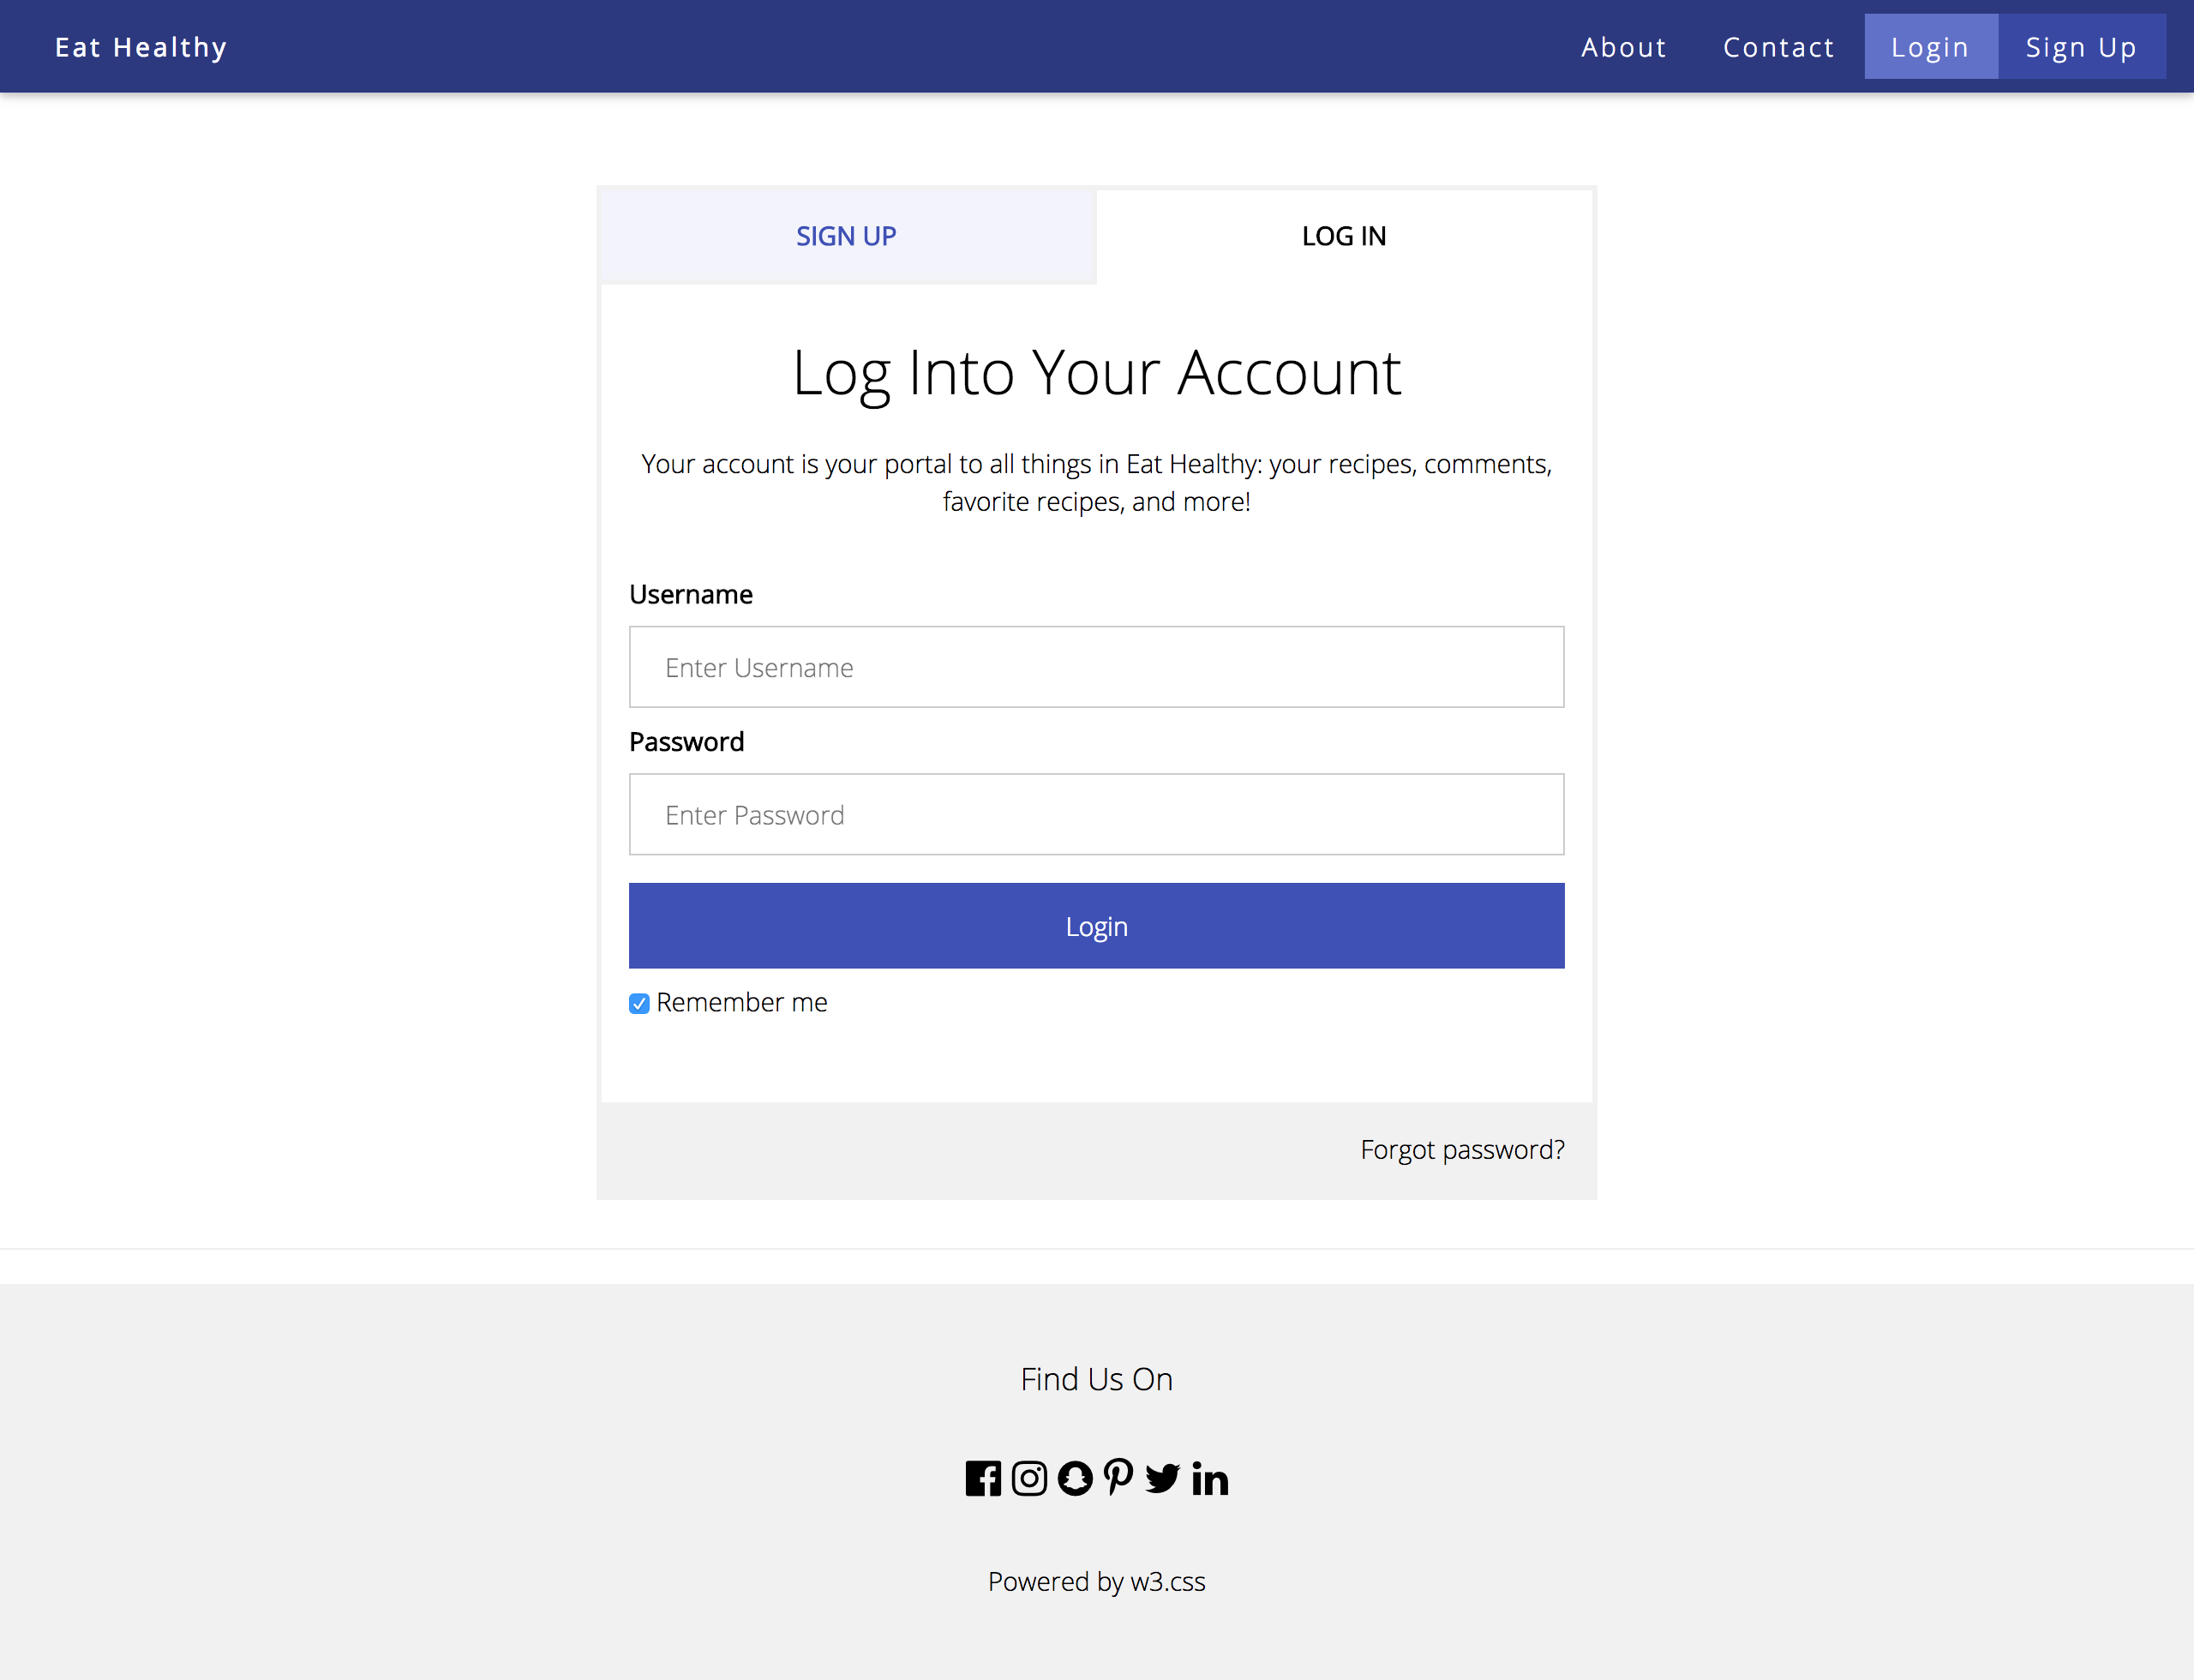 Eat Healthy
About
Contact
Login
Sign Up
SIGN UP
LOG IN
Log Into Your Account
Your account is your portal to all things in Eat Healthy: your recipes, comments,
favorite recipes, and more!
Username
Enter Username
Password
Enter Password
Login
Remember me
Forgot password?
Find Us On
Powered by w3.css